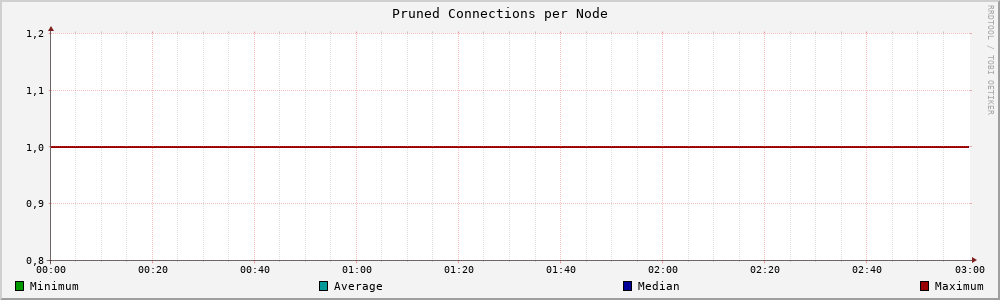 Pruned Connections per Node
RRDTOOL / TOBI OETIKER
1,2
1,1
1,0
0,9
0,8
00:00 00:20 00:40 01:00 01:20 01:40 02:00 02:20 02:40 03:00
Minimum Average Median Maximum